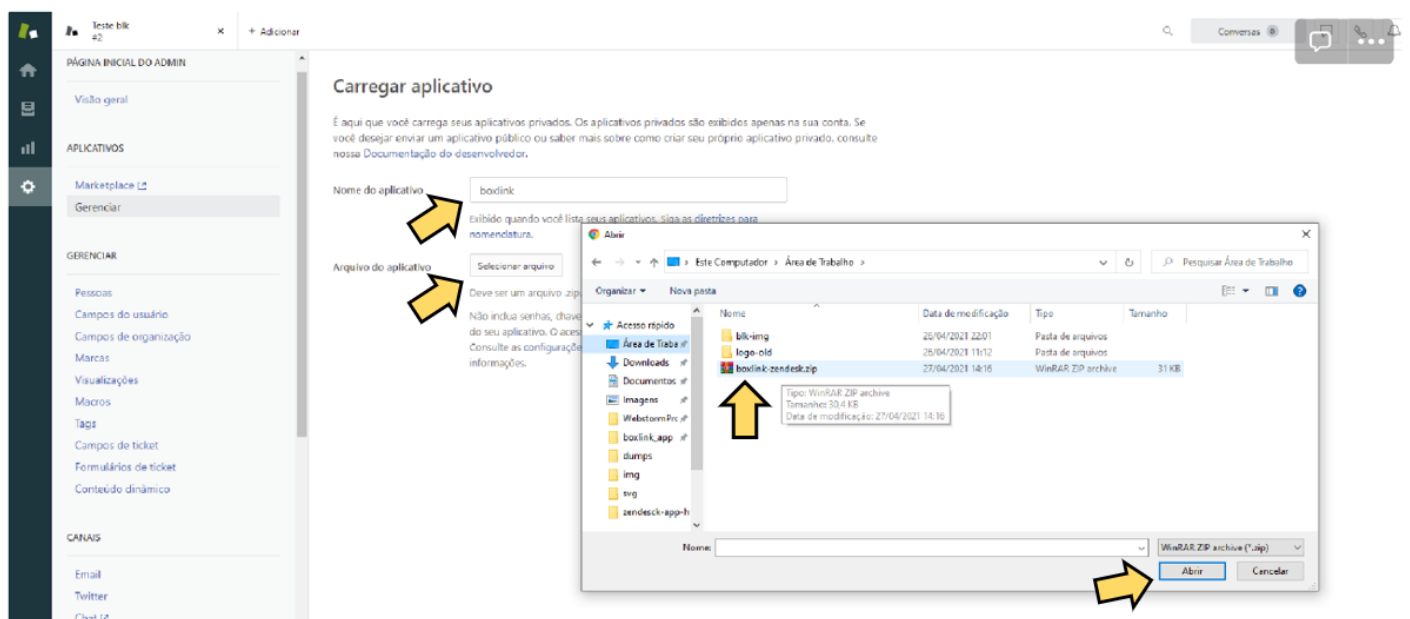 Teste blk
#2
+ Adicionar
Conversas 0
PÁGINA INICIAL DO ADMIN
Visão geral
APLICATIVOS
Marketplace
Gerenciar
GERENCIAR
Pessoas
Campos do usuário
Campos de organização
Marcas
Visualizações
Macros
Tags
Campos de ticket
Formulários de ticket
Conteúdo dinâmico
CANAIS
Email
Twitter
Chat
Carregar aplicativo
É aqui que você carrega seus aplicativos privados. Os aplicativos privados são exibidos apenas na sua conta. Se
você desejar enviar um aplicativo público ou saber mais sobre como criar seu próprio aplicativo privado, consulte
nossa Documentação do desenvolvedor.
Nome do aplicativo
boxlink
Exibido quando você lista seus aplicativos. Siga as diretrizes para
nomenclatura.
Arquivo do aplicativo
Selecionar arquivo
Deve ser um arquivo .zip
Não inclua senhas, chave
do seu aplicativo. O aces
Consulte as configuraçõe
informações.
Abrir
Este Computador > Área de Trabalho >
Pesquisar Área de Trabalho
Organizar
Nova pasta
Acesso rápido
Área de Traba
Downloads
Documentos
Imagens
WebstormPrc
boxlink_app
dumps
img
svg
zendesck-app-h
Nome Data de modificação Tipo Tamanho
blk-img 26/04/2021 22:01 Pasta de arquivos
logo-old 26/04/2021 11:12 Pasta de arquivos
boxlink-zendesk.zip 27/04/2021 14:16 WinRAR ZIP archive 31 KB
Tipo: WinRAR ZIP archive
Tamanho: 30,4 KB
Data de modificação: 27/04/2021 14:16
Nome:
WinRAR ZIP archive (*.zip)
Abrir
Cancelar